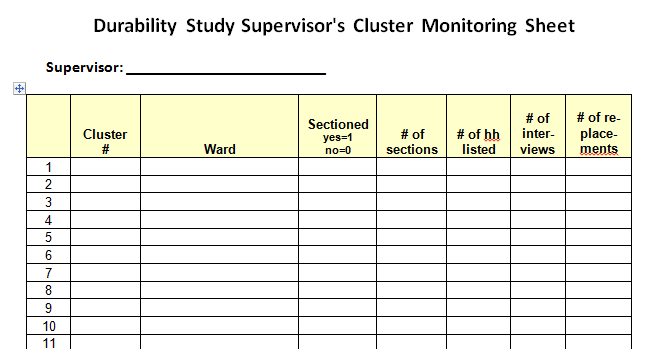 Durability Study Supervisor's Cluster Monitoring Sheet
Supervisor: ____________________
Cluster #
Ward
Sectioned yes=1 no=0
# of sections
# of hh listed
# of inter-views
# of re-place-ments
1
2
3
4
5
6
7
8
9
10
11